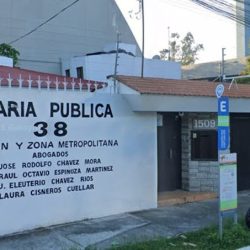 ARIA PUBLICA
38
N Y ZONA METROPOLITANA
ABOGADOS
JOSE RODOLFO CHAVEZ MORA
RAUL OCTAVIO ESPINOZA MARTINEZ
J. ELEUTERIO CHAVEZ RIOS
LAURA CISNEROS CUELLAR
1509
E